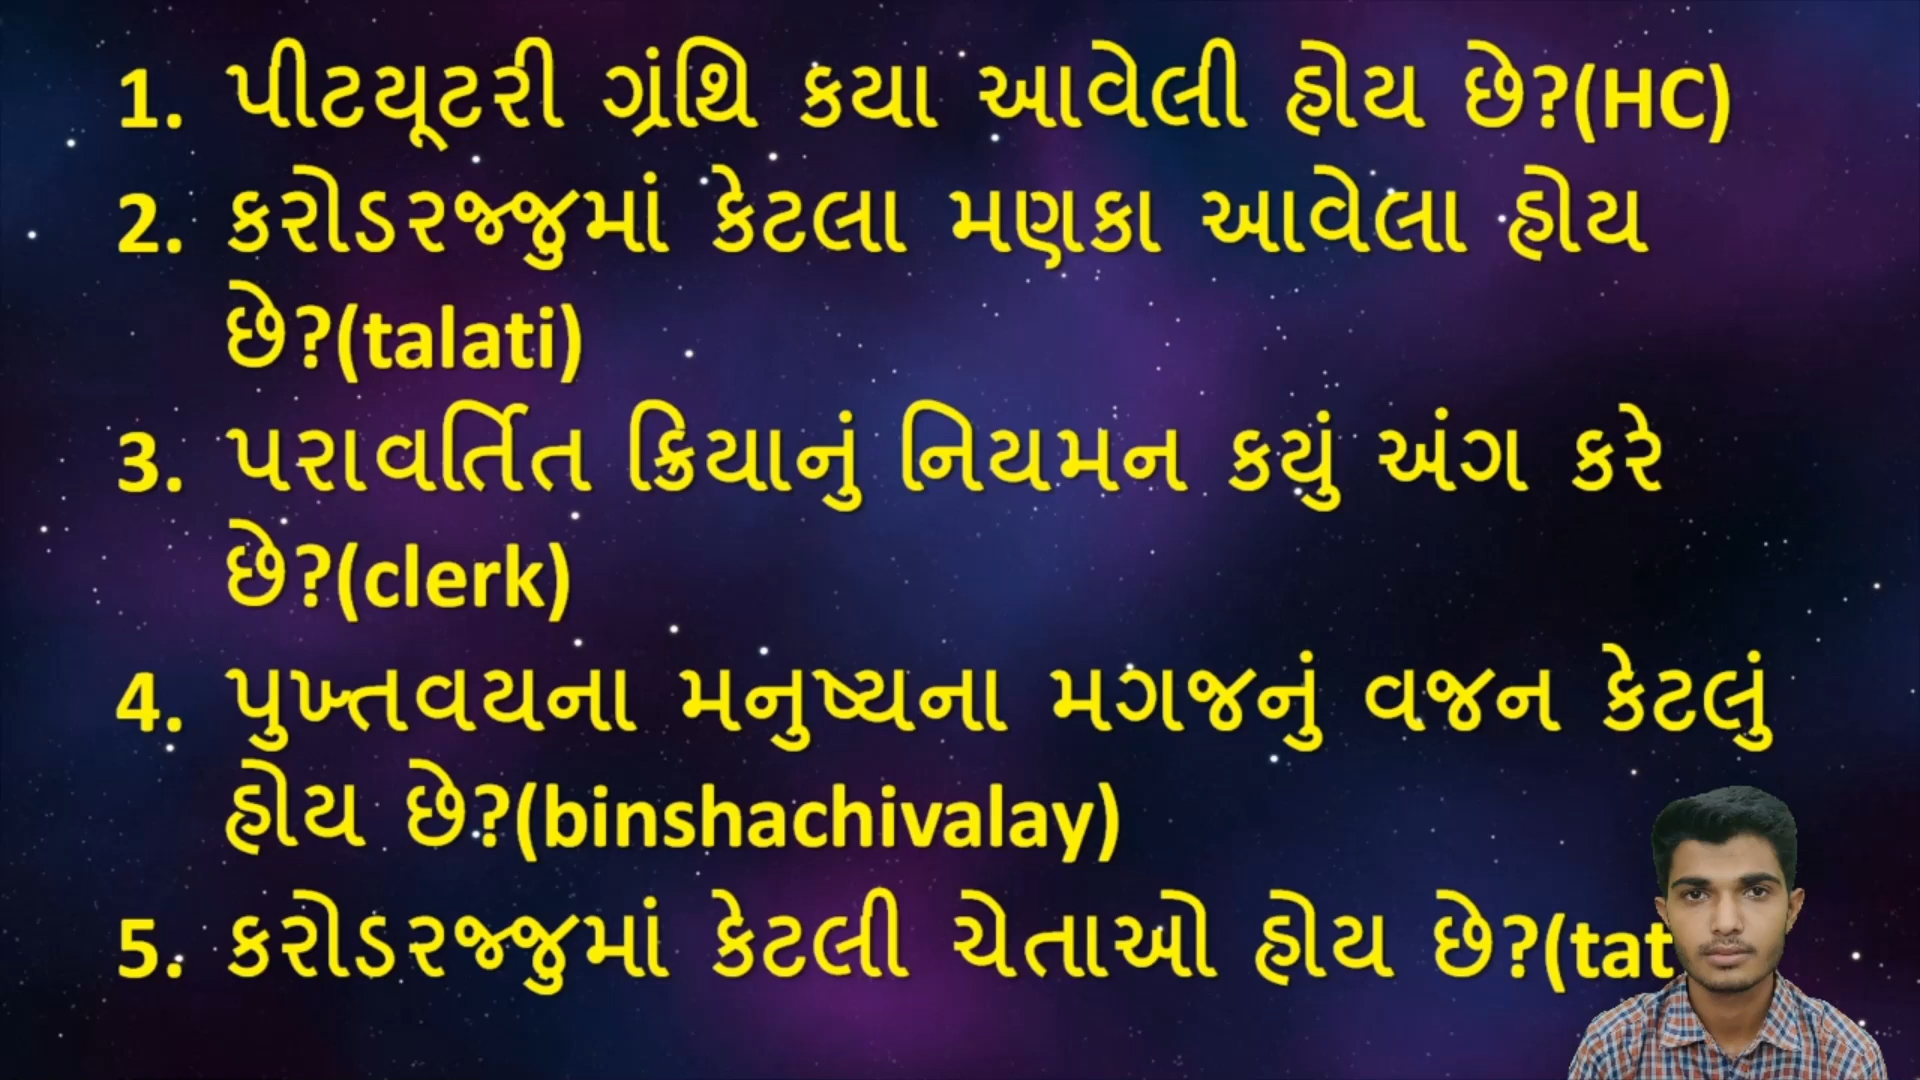 1. પીટયૂટરી ગ્રંથિ કયા આવેલી હોય છે?(HC)
2. કરોડરજ્જુમાં કેટલા મણકા આવેલા હોય
છે?(talati)
3. પરાવર્તિત ક્રિયાનું નિયમન કયું અંગ કરે
છે?(clerk)
4. પુખ્તવયના મનુષ્યના મગજનું વજન કેટલું
હોય છે?(binshachivalay)
5. કરોડરજ્જુમાં કેટલી ચેતાઓ હોય છે?(tat